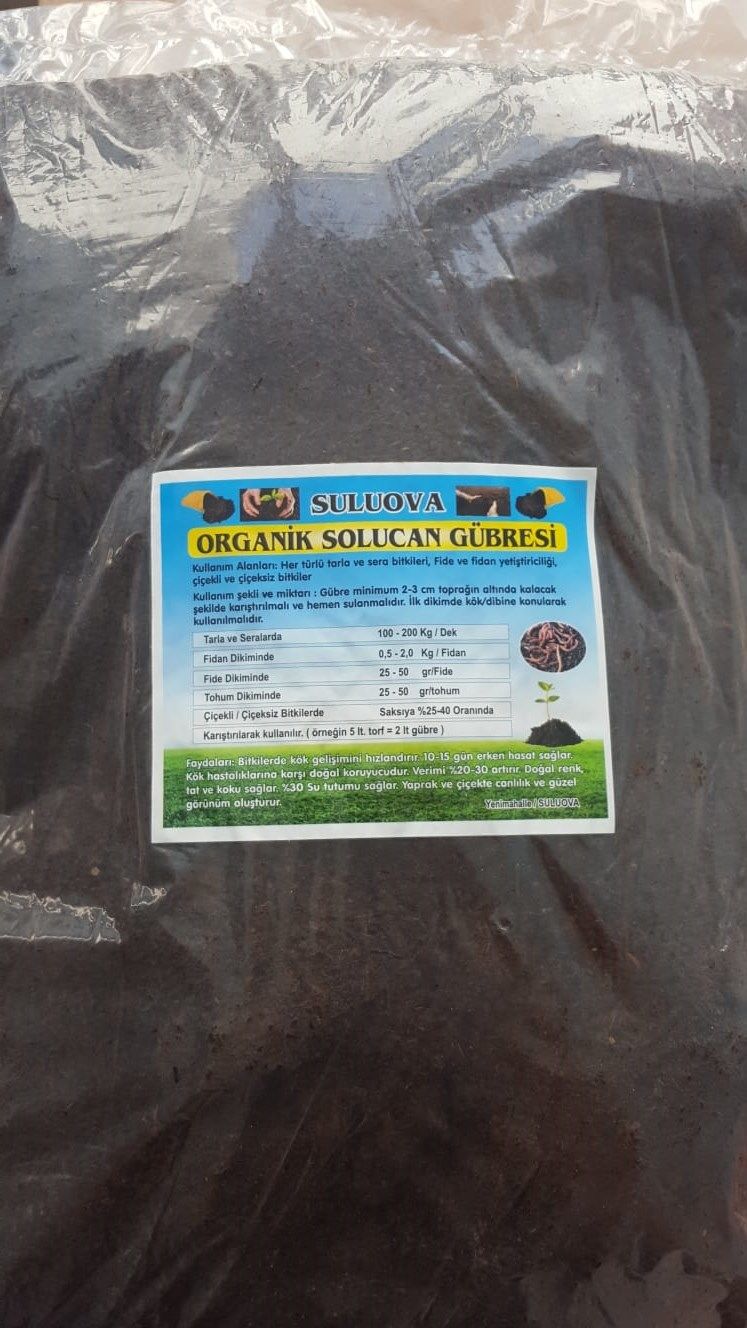 SULUOVA
ORGANİK SOLUCAN GÜBRESİ
Kullanım Alanları: Her türlü tarla ve sera bitkileri, Fide ve fidan yetiştiriciliği,
çiçekli ve çiçeksiz bitkiler
Kullanım şekli ve miktarı : Gübre minimum 2-3 cm toprağın altında kalacak
şekilde karıştırılmalı ve hemen sulanmalıdır. İlk dikimde kök/dibine konularak
kullanılmalıdır.
Tarla ve Seralarda 100 - 200 Kg / Dek
Fidan Dikiminde 0,5 - 2,0 Kg / Fidan
Fide Dikiminde 25 - 50 gr/Fide
Tohum Dikiminde 25 - 50 gr/tohum
Çiçekli / Çiçeksiz Bitkilerde Saksıya %25-40 Oranında
Karıştırılarak kullanılır. ( örneğin 5 lt. torf = 2 lt gübre )
Faydaları: Bitkilerde kök gelişimini hızlandırır. 10-15 gün erken hasat sağlar.
Kök hastalıklarına karşı doğal koruyucudur. Verimi %20-30 artırır. Doğal renk,
tat ve koku sağlar. %30 Su tutumu sağlar. Yaprak ve çiçekte canlılık ve güzel
görünüm oluşturur.
Yenimahalle / SULUOVA